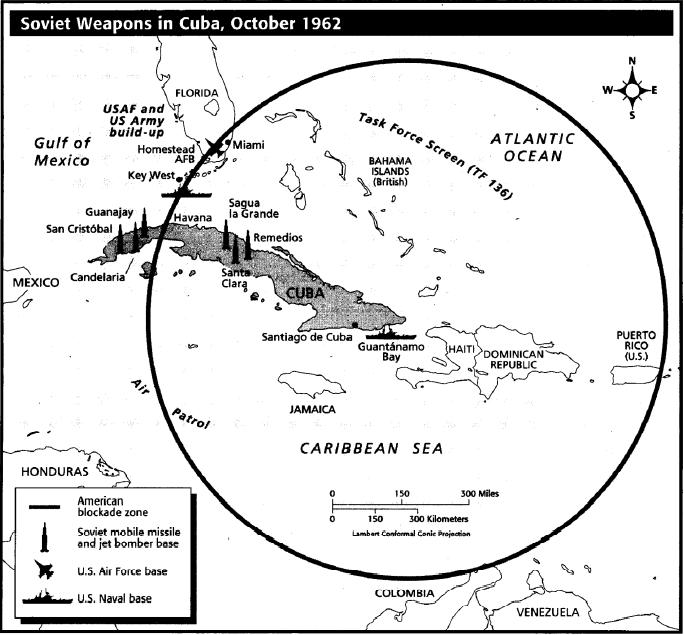 Soviet Weapons in Cuba, October 1962
N
W
E
S
FLORIDA
USAF and
US Army
build-up
Gulf of
Mexico
Homestead
AFB
Miami
Key West
Task Force Screen (TF 136)
ATLANTIC
OCEAN
BAHAMA
ISLANDS
(British)
Guanajay
San Cristóbal
Havana
Sagua
la Grande
Remedios
Candelaria
Santa
Clara
MEXICO
CUBA
Santiago de Cuba
Guantánamo
Bay
HAITI
DOMINICAN
REPUBLIC
PUERTO
RICO
(U.S.)
JAMAICA
Air Patrol
CARIBBEAN SEA
HONDURAS
0 150 300 Miles
0 150 300 Kilometers
Lambert Conformal Conic Projection
American
blockade zone
Soviet mobile missile
and jet bomber base
U.S. Air Force base
U.S. Naval base
COLOMBIA
VENEZUELA